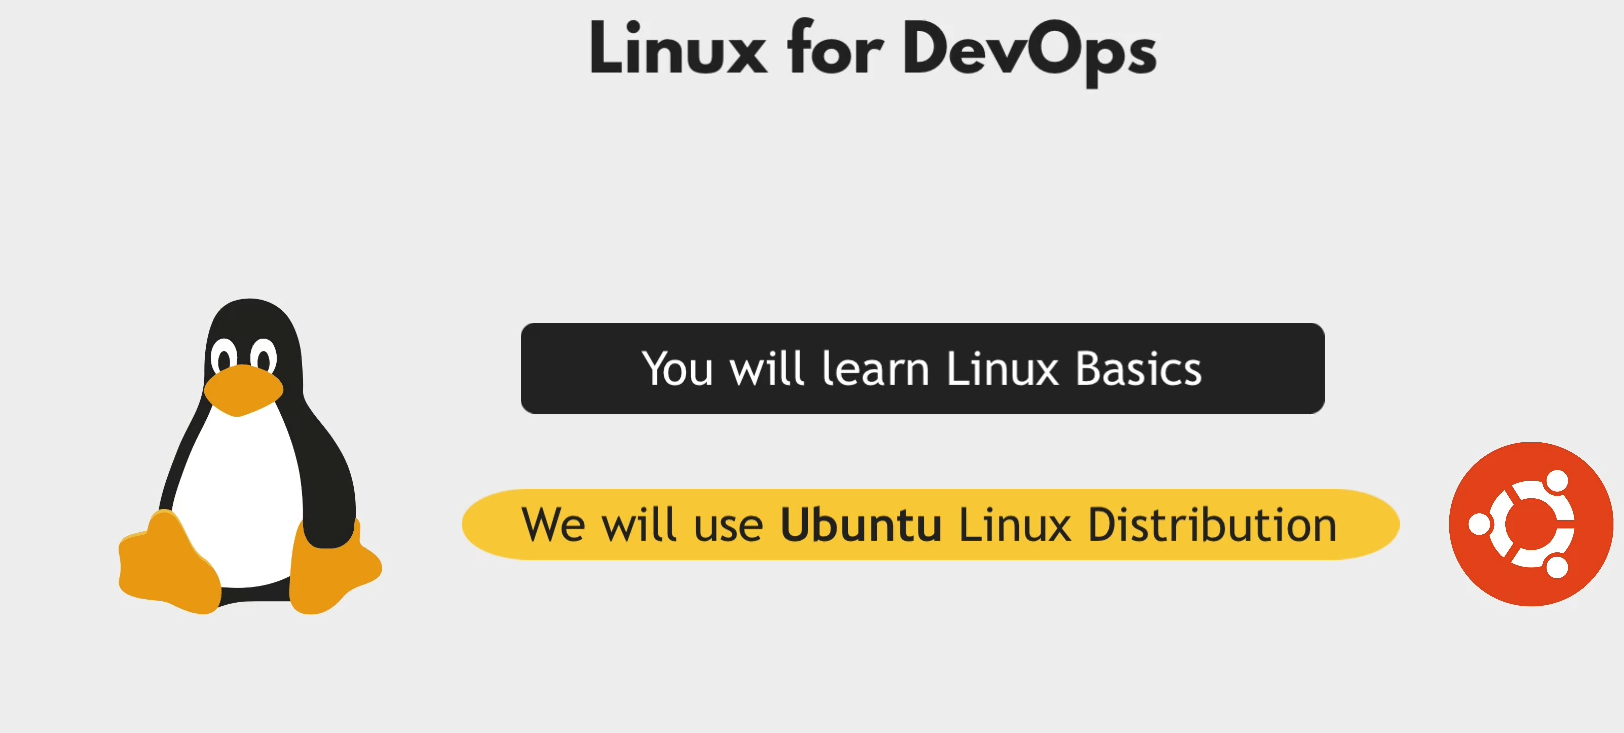 Linux for DevOps
You will learn Linux Basics
We will use Ubuntu Linux Distribution